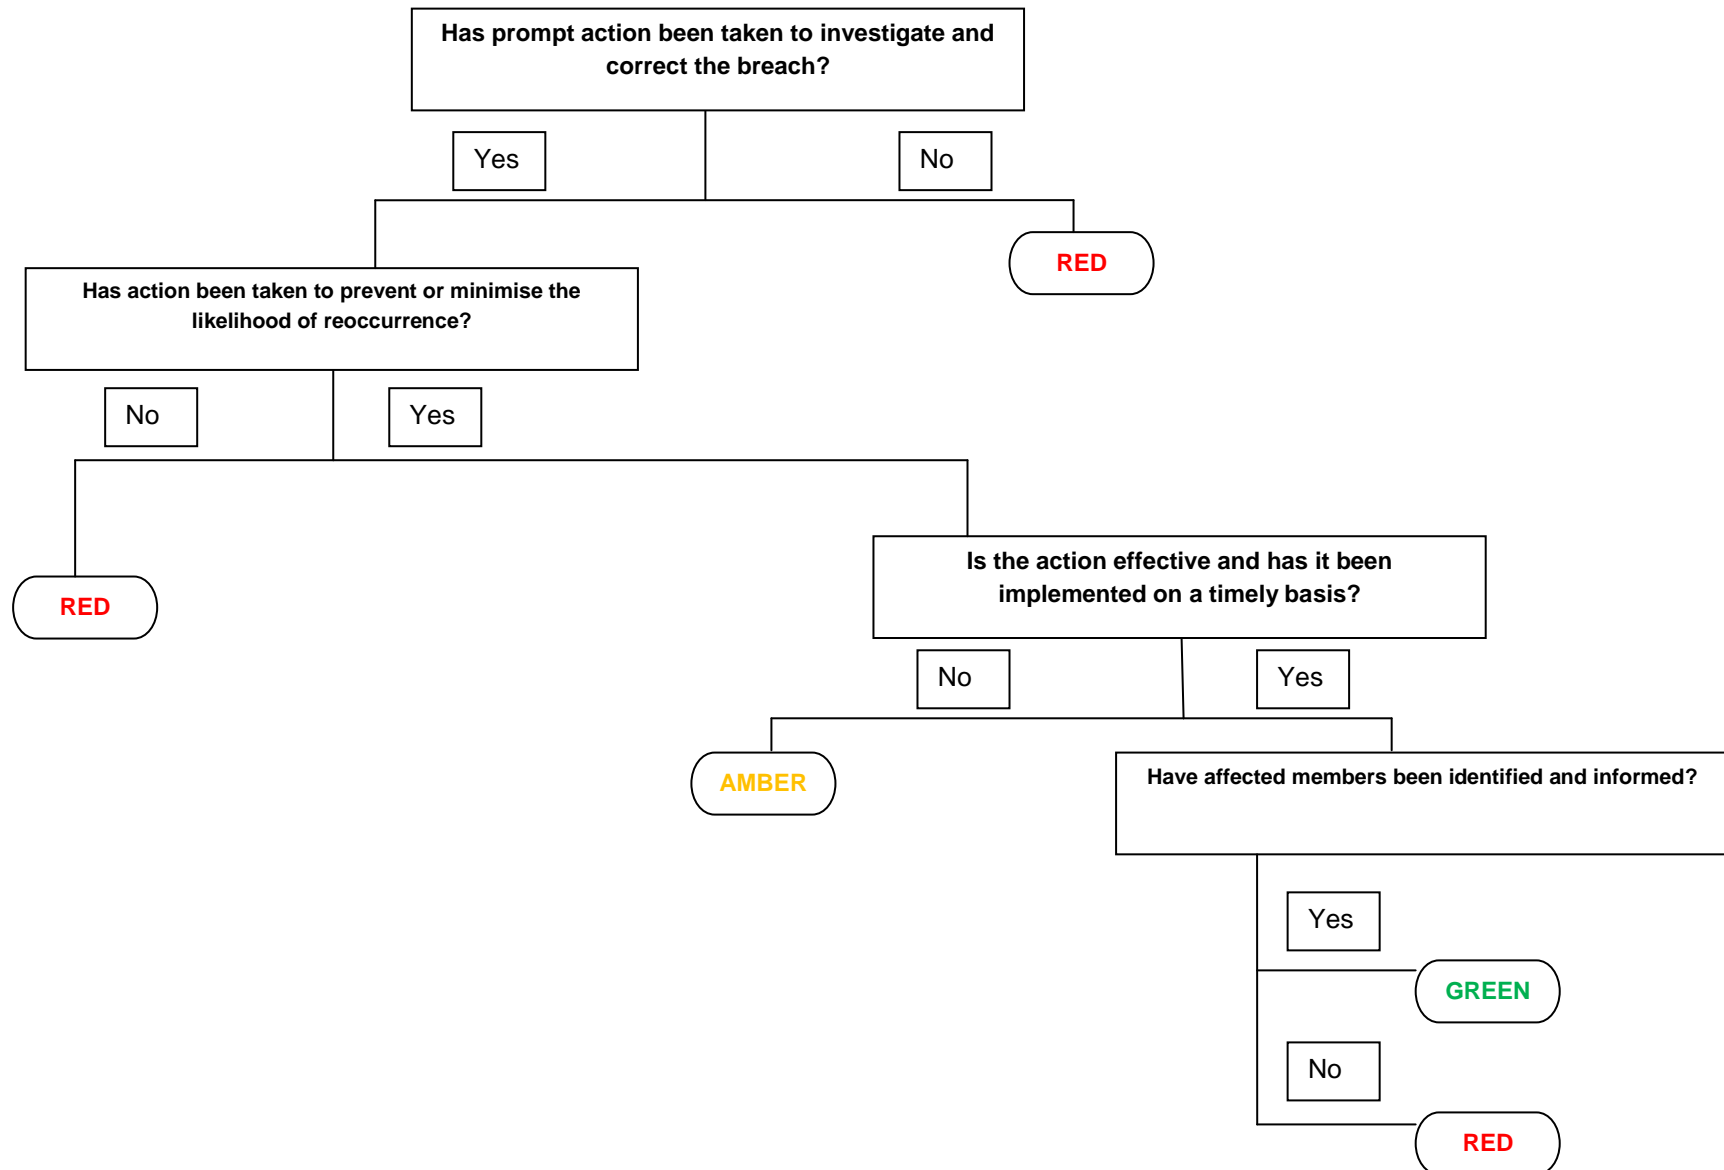 Has prompt action been taken to investigate and
correct the breach?
Yes
No
RED
Has action been taken to prevent or minimise the
likelihood of reoccurrence?
No
Yes
RED
Is the action effective and has it been
implemented on a timely basis?
No
Yes
AMBER
Have affected members been identified and informed?
Yes
GREEN
No
RED